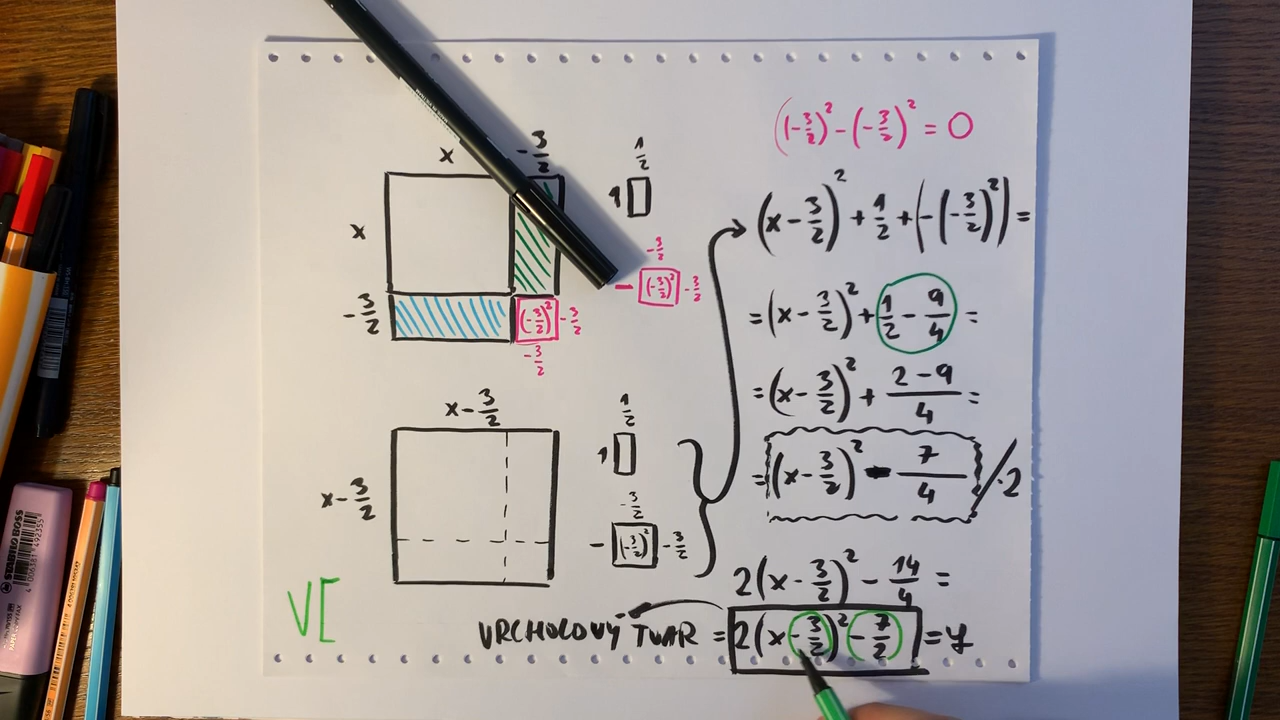 x
-3/2
1/2
x
1
-3/2
(-3/2)²
-3/2
-3/2
-3/2
- (-3/2)² -3/2
x-3/2
1/2
x-3/2
1
-3/2
- (-3/2)² -3/2
V[
(-3/2)²-(-3/2)²=0
(x-3/2)²+1/2+(-(-3/2)²)=
=(x-3/2)²+1/2-9/4=
=(x-3/2)²+2-9/4=
=(x-3/2)²-7/4 /·2
2(x-3/2)²-14/4=
VRCHOLOVÝ TVAR = 2(x-3/2)²-7/2=y
STABILO BOSS